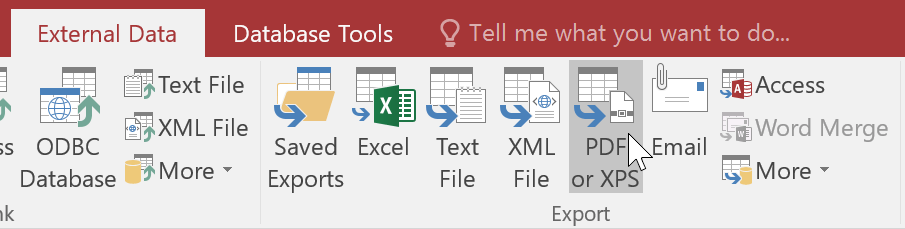 External Data
Database Tools
Tell me what you want to do...
ODBC
Database
Text File
XML File
More
Saved
Exports
Excel
Text
File
XML
File
PDF
or XPS
Email
Access
Word Merge
More
Export